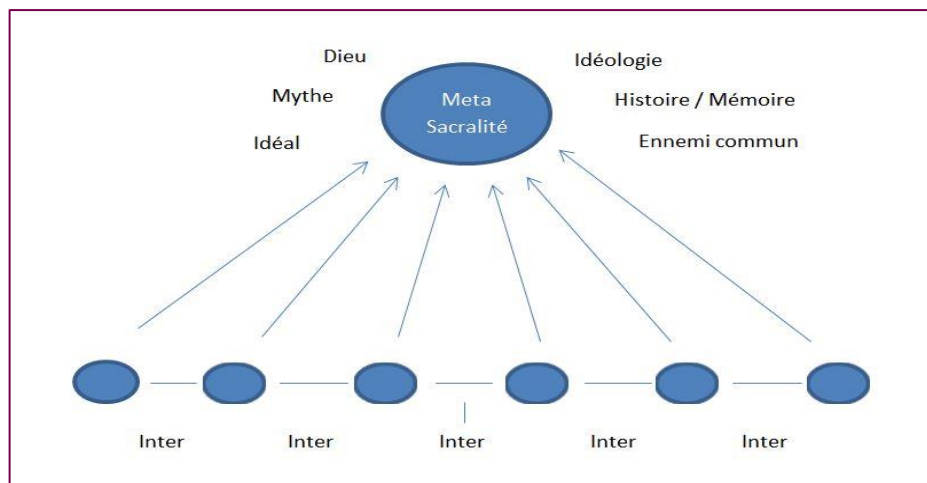 Dieu
Idéologie
Meta
Sacralité
Mythe
Histoire / Mémoire
Idéal
Ennemi commun
Inter
Inter
Inter
Inter
Inter